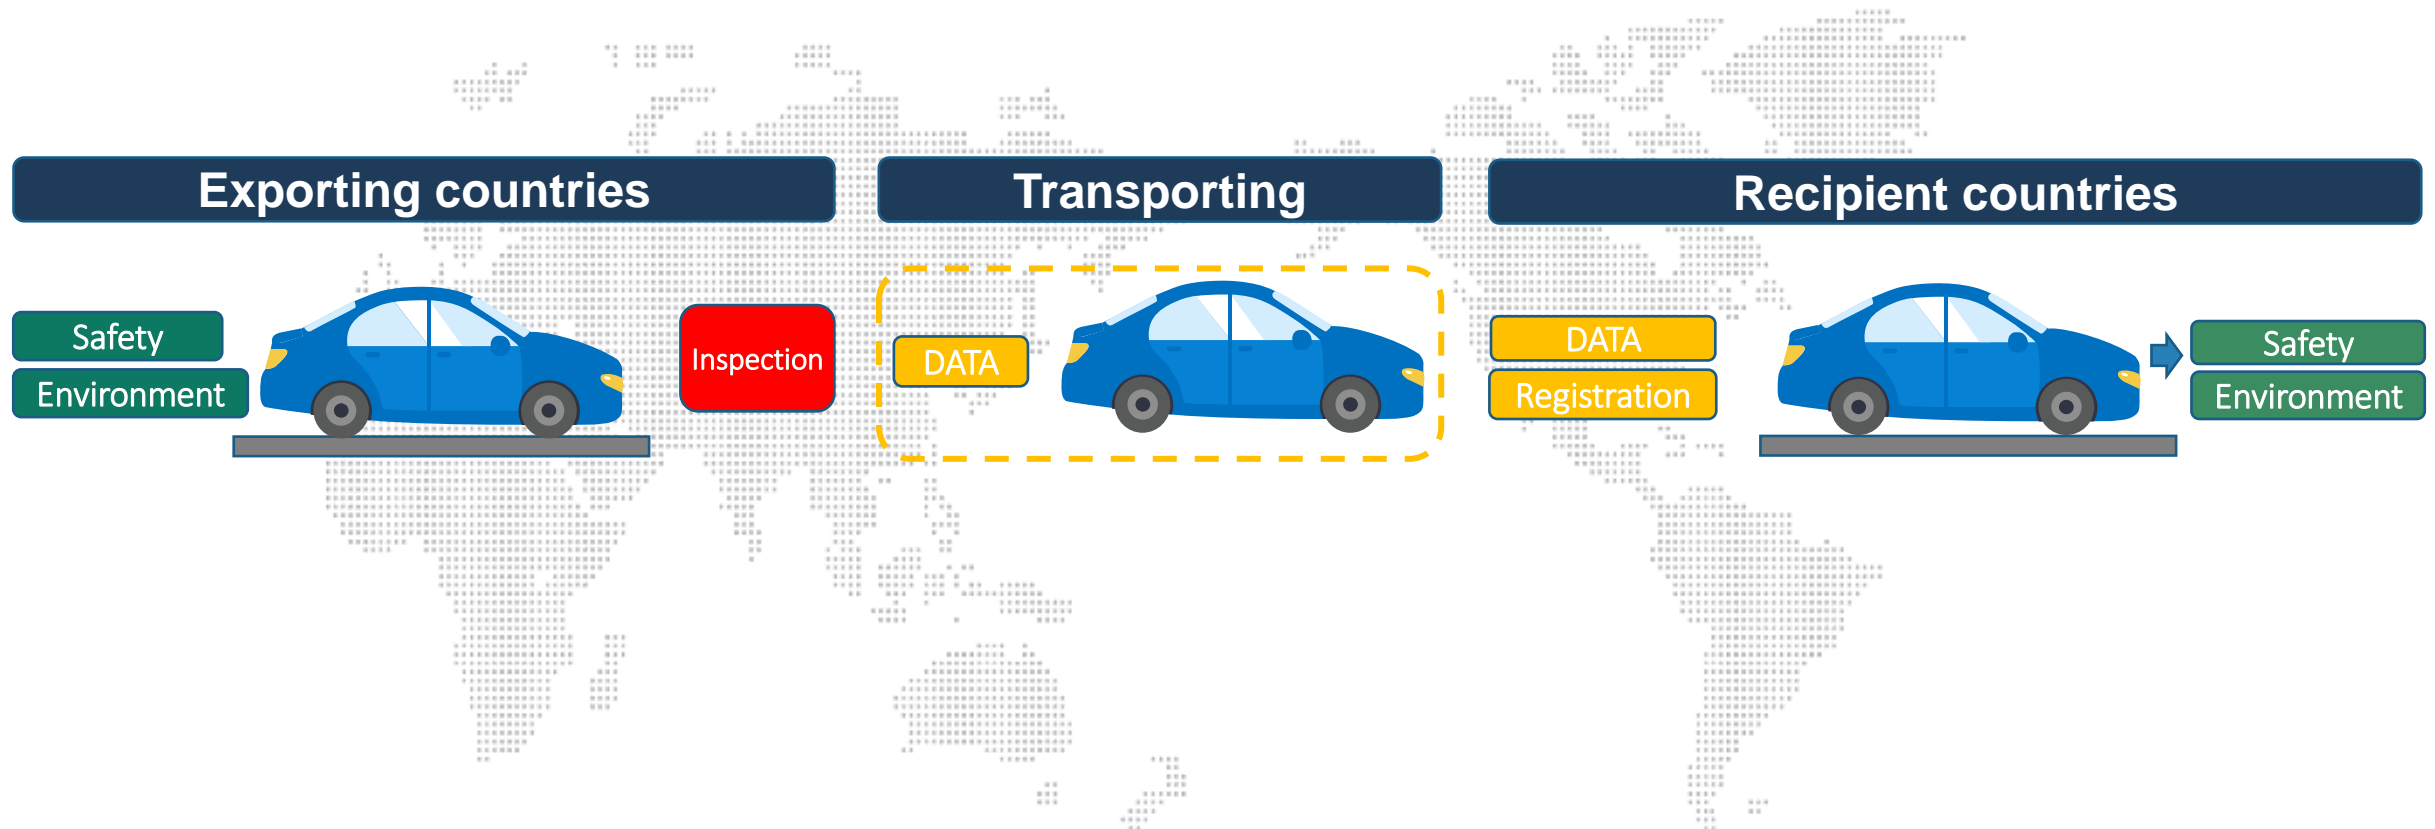 Exporting countries
Transporting
Recipient countries
Safety
Environment
Inspection
DATA
DATA
Registration
Safety
Environment